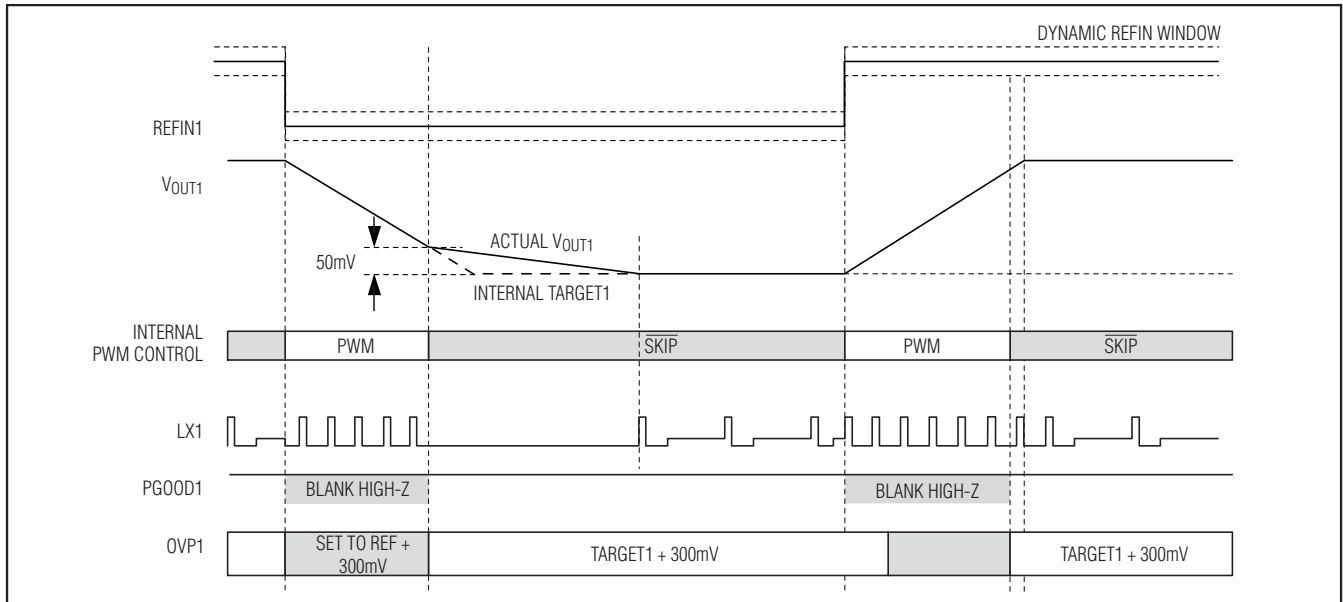 DYNAMIC REFIN WINDOW
REFIN1
VOUT1
50mV
ACTUAL VOUT1
INTERNAL TARGET1
INTERNAL
PWM CONTROL
PWM
SKIP
PWM
SKIP
LX1
PGOOD1
BLANK HIGH-Z
BLANK HIGH-Z
OVP1
SET TO REF +
300mV
TARGET1 + 300mV
TARGET1 + 300mV